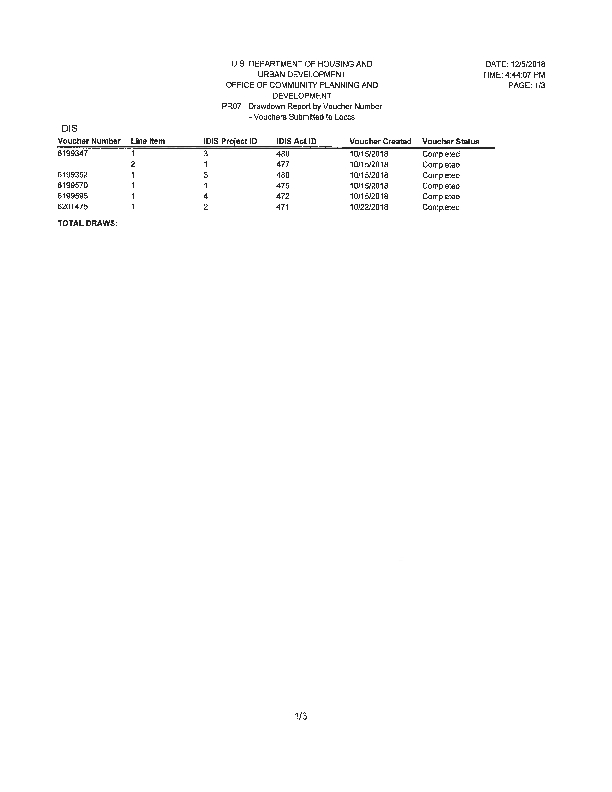 U.S. DEPARTMENT OF HOUSING AND
URBAN DEVELOPMENT
OFFICE OF COMMUNITY PLANNING AND
DEVELOPMENT
PR07 - Drawdown Report by Voucher Number
- Vouchers Submitted to Loccs
DATE: 12/5/2018
TIME: 4:44:07 PM
PAGE: 1/3
IDIS
Voucher Number Line Item IDIS Project ID IDIS Act ID Voucher Created Voucher Status
6199347 1 3 480 10/15/2018 Completed
2 1 477 10/15/2018 Completed
6199352 1 3 480 10/15/2018 Completed
6199570 1 1 475 10/15/2018 Completed
6199595 1 4 472 10/15/2018 Completed
6201475 1 2 471 10/22/2018 Completed
TOTAL DRAWS:
1/3